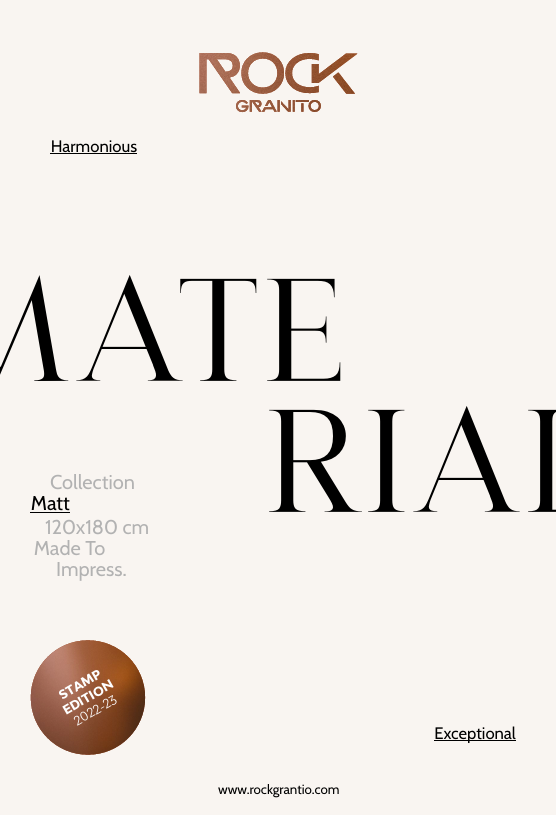 ROCK
GRANITO
Harmonious
MATE
RIAL
Collection
Matt
120x180 cm
Made To
Impress.
STAMP
EDITION
2022-23
Exceptional
www.rockgrantio.com